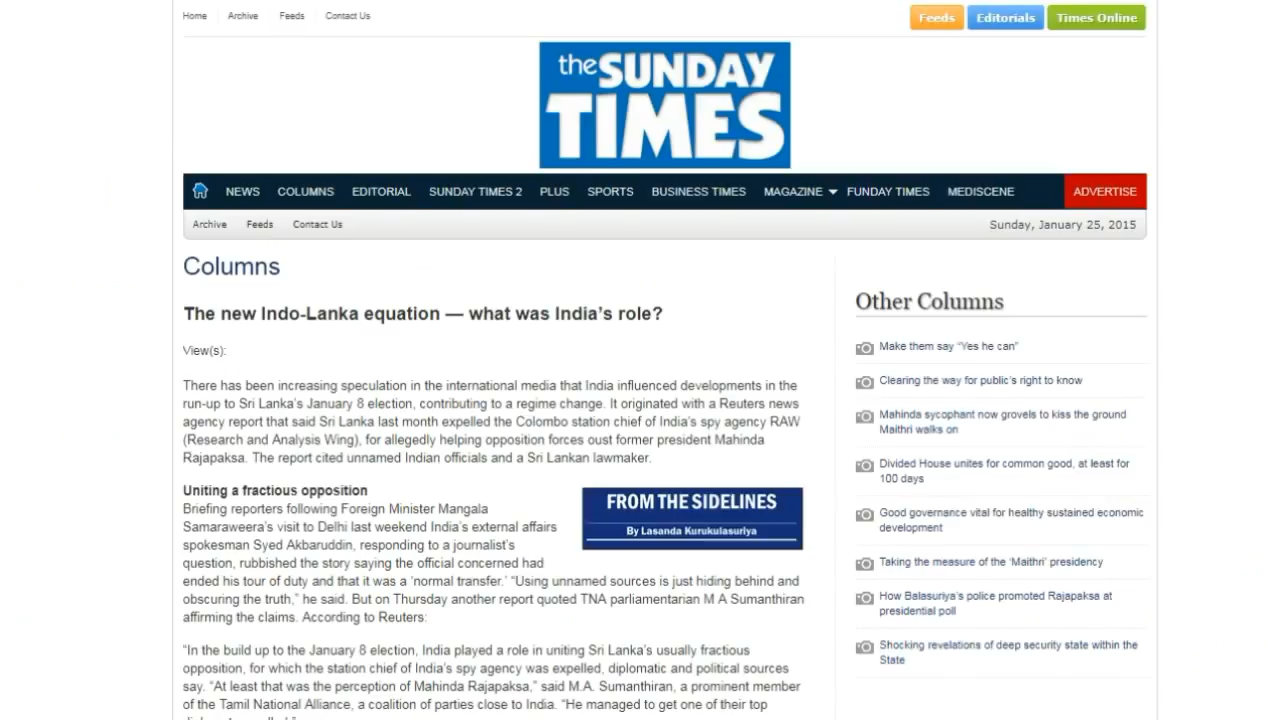 Home Archive Feeds Contact Us
Feeds Editorials Times Online
the SUNDAY
TIMES
NEWS COLUMNS EDITORIAL SUNDAY TIMES 2 PLUS SPORTS BUSINESS TIMES MAGAZINE FUNDAY TIMES MEDISCENE ADVERTISE
Archive Feeds Contact Us Sunday, January 25, 2015
Columns
The new Indo-Lanka equation — what was India’s role?
View(s):
There has been increasing speculation in the international media that India influenced developments in the
run-up to Sri Lanka’s January 8 election, contributing to a regime change. It originated with a Reuters news
agency report that said Sri Lanka last month expelled the Colombo station chief of India’s spy agency RAW
(Research and Analysis Wing), for allegedly helping opposition forces oust former president Mahinda
Rajapaksa. The report cited unnamed Indian officials and a Sri Lankan lawmaker.
Uniting a fractious opposition
Briefing reporters following Foreign Minister Mangala
Samaraweera’s visit to Delhi last weekend India’s external affairs
spokesman Syed Akbaruddin, responding to a journalist’s
question, rubbished the story saying the official concerned had
ended his tour of duty and that it was a ‘normal transfer.’ “Using unnamed sources is just hiding behind and
obscuring the truth,” he said. But on Thursday another report quoted TNA parliamentarian M A Sumanthiran
affirming the claims. According to Reuters:
FROM THE SIDELINES
By Lasanda Kurukulasuriya
“In the build up to the January 8 election, India played a role in uniting Sri Lanka’s usually fractious
opposition, for which the station chief of India’s spy agency was expelled, diplomatic and political sources
say. “At least that was the perception of Mahinda Rajapaksa,” said M.A. Sumanthiran, a prominent member
of the Tamil National Alliance, a coalition of parties close to India. “He managed to get one of their top
Other Columns
Make them say “Yes he can”
Clearing the way for public’s right to know
Mahinda sycophant now grovels to kiss the ground
Maithri walks on
Divided House unites for common good, at least for
100 days
Good governance vital for healthy sustained economic
development
Taking the measure of the ‘Maithri’ presidency
How Balasuriya’s police promoted Rajapaksa at
presidential poll
Shocking revelations of deep security state within the
State